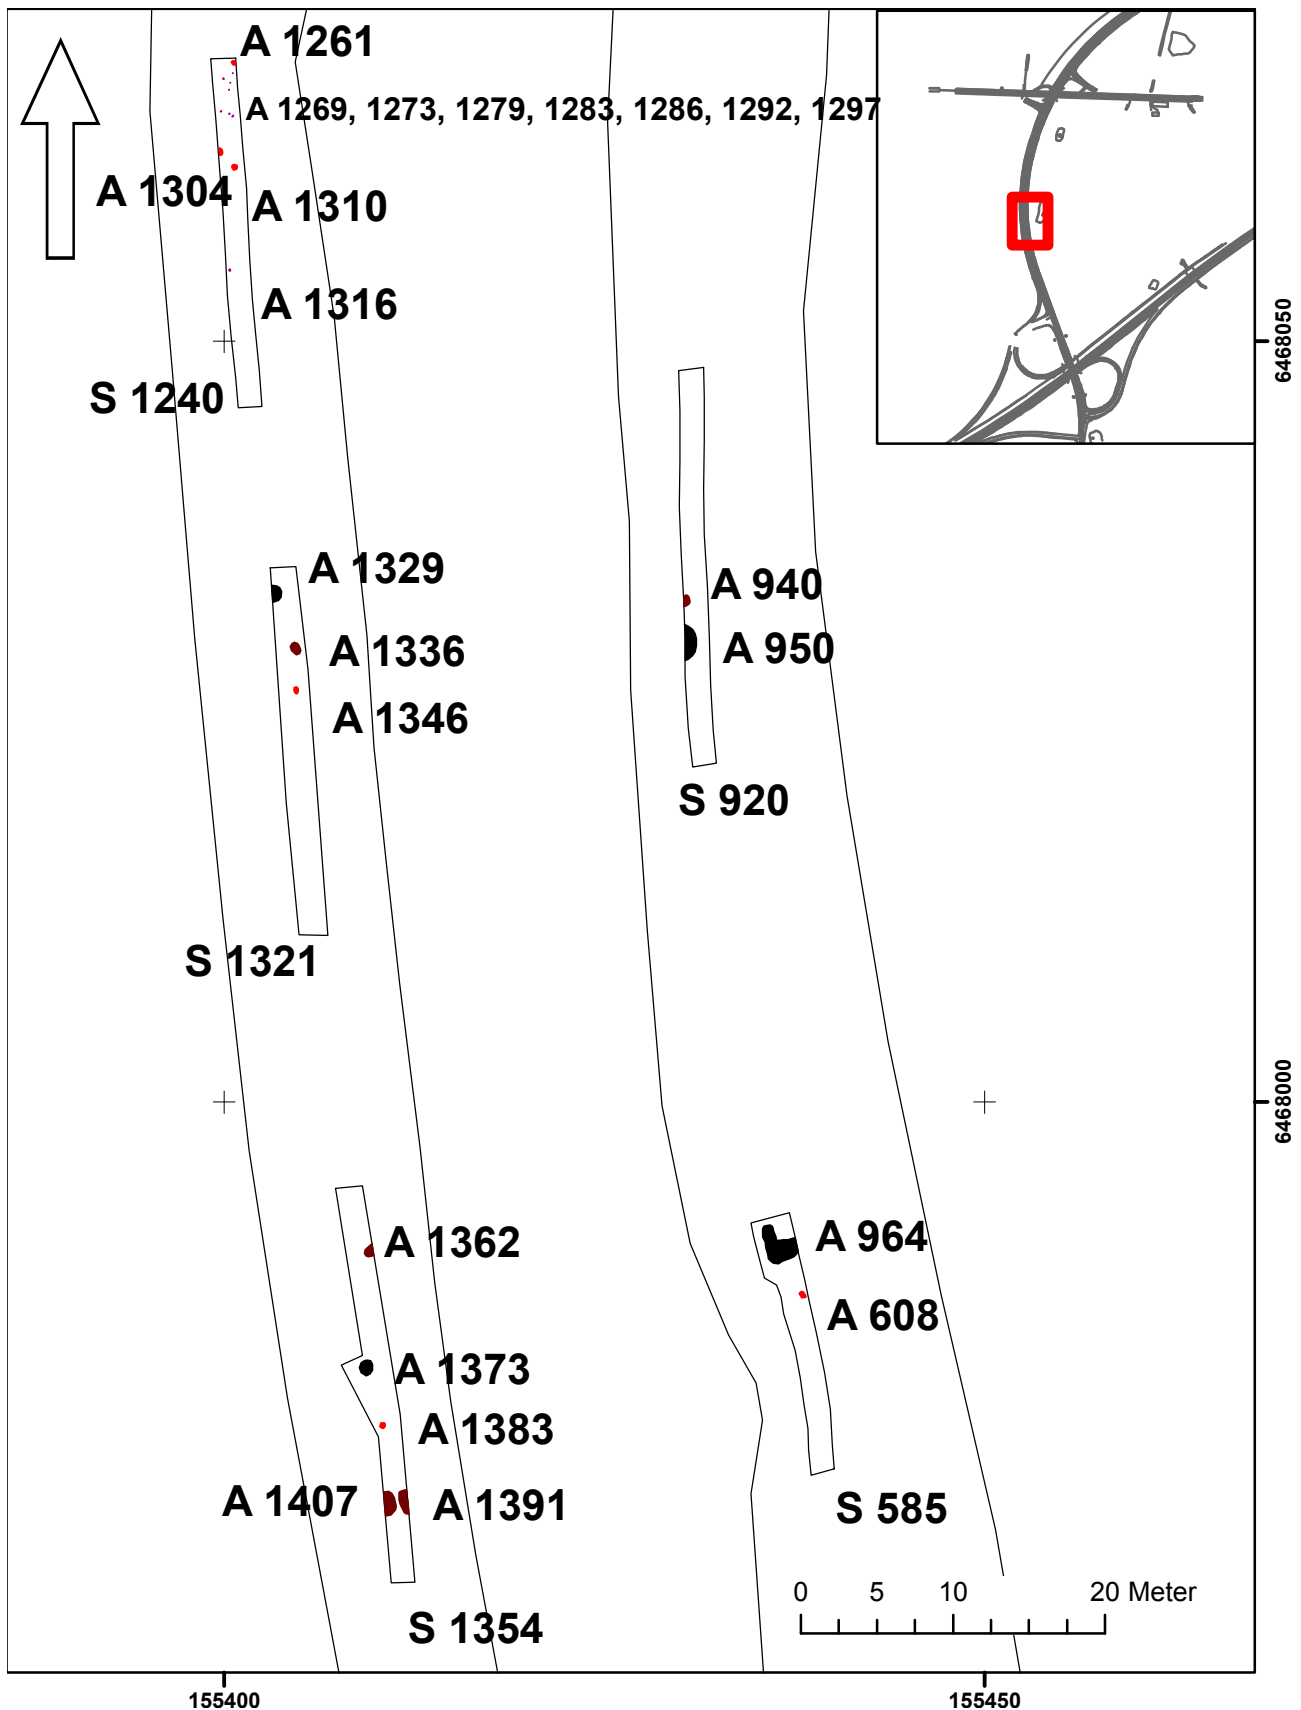 A 1261
A 1269, 1273, 1279, 1283, 1286, 1292, 1297
A 1304
A 1310
A 1316
6468050
S 1240
A 1329
A 940
A 1336
A 950
A 1346
S 920
S 1321
6468000
A 964
A 1362
A 608
A 1373
A 1383
A 1407
A 1391
S 585
0 5 10 20 Meter
S 1354
155400
155450